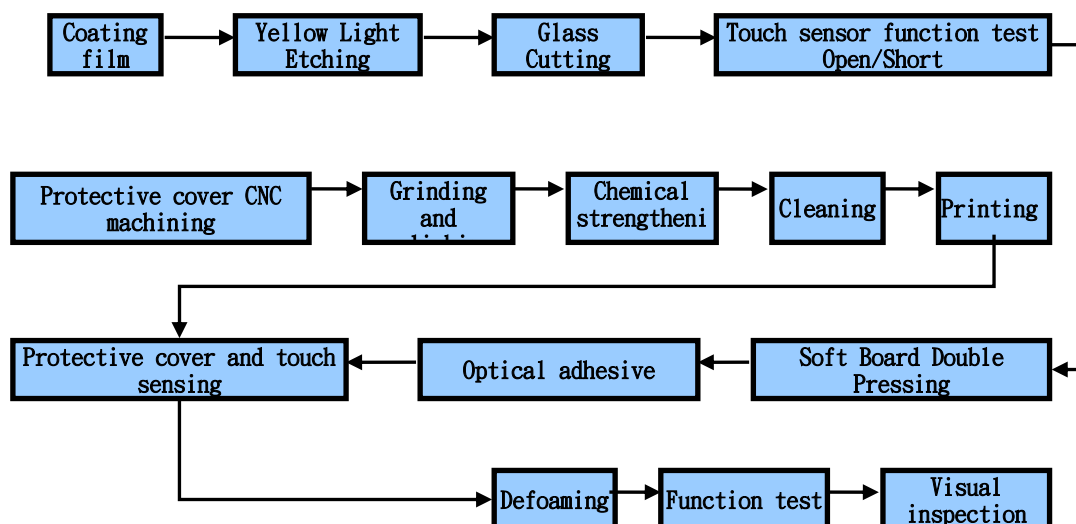 Coating
film
Yellow Light
Etching
Glass
Cutting
Touch sensor function test
Open/Short
Protective cover CNC
machining
Grinding
and
Chemical
strengtheni
Cleaning
Printing
Protective cover and touch
sensing
Optical adhesive
Soft Board Double
Pressing
Defoaming
Function test
Visual
inspection